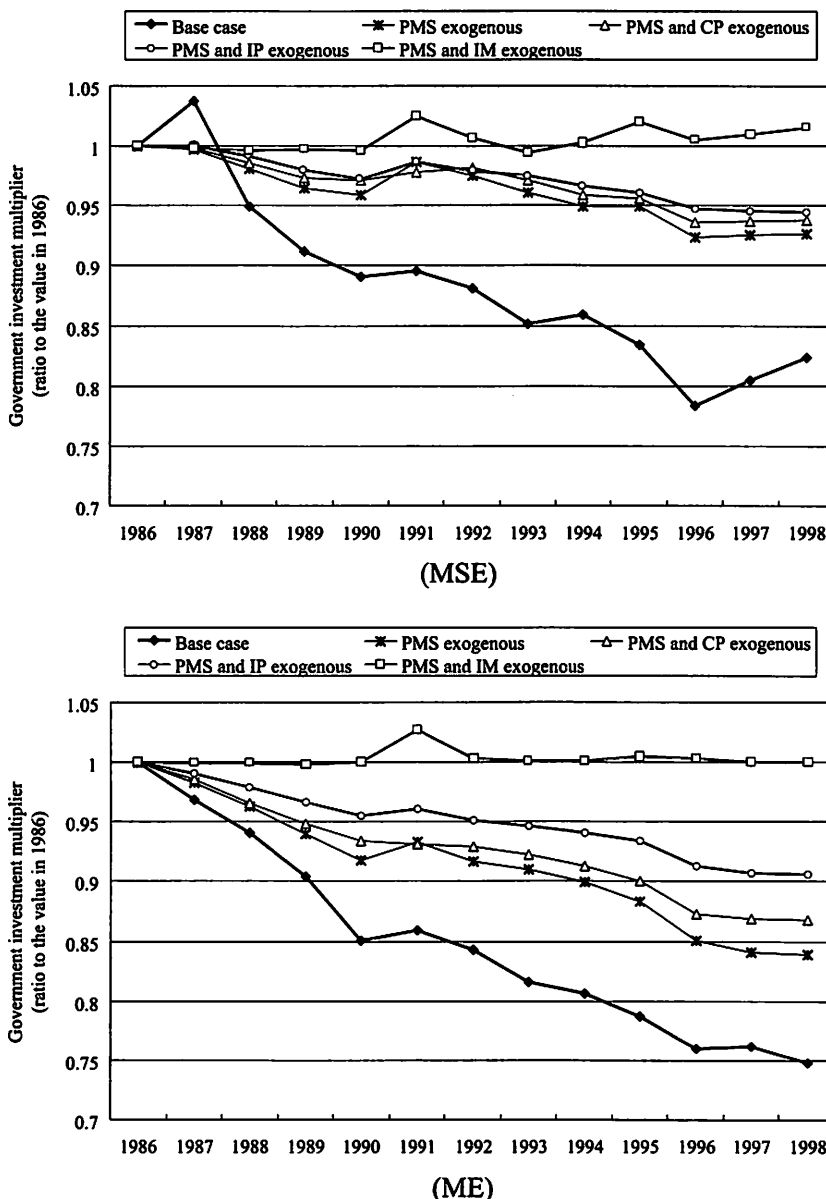 Base case PMS exogenous PMS and CP exogenous
PMS and IP exogenous PMS and IM exogenous
Government investment multiplier
(ratio to the value in 1986)
1.05
1
0.95
0.9
0.85
0.8
0.75
0.7
1986 1987 1988 1989 1990 1991 1992 1993 1994 1995 1996 1997 1998
(MSE)
Base case PMS exogenous PMS and CP exogenous
PMS and IP exogenous PMS and IM exogenous
Government investment multiplier
(ratio to the value in 1986)
1.05
1
0.95
0.9
0.85
0.8
0.75
0.7
1986 1987 1988 1989 1990 1991 1992 1993 1994 1995 1996 1997 1998
(ME)